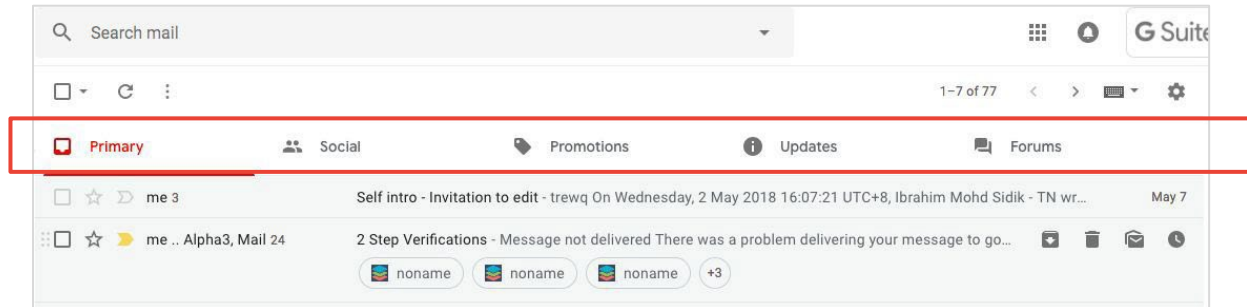 Search mail
G Suite
1–7 of 77
Primary Social Promotions Updates Forums
me 3 Self intro - Invitation to edit - trewq On Wednesday, 2 May 2018 16:07:21 UTC+8, Ibrahim Mohd Sidik - TN wr... May 7
me .. Alpha3, Mail 24 2 Step Verifications - Message not delivered There was a problem delivering your message to go...
noname noname noname +3